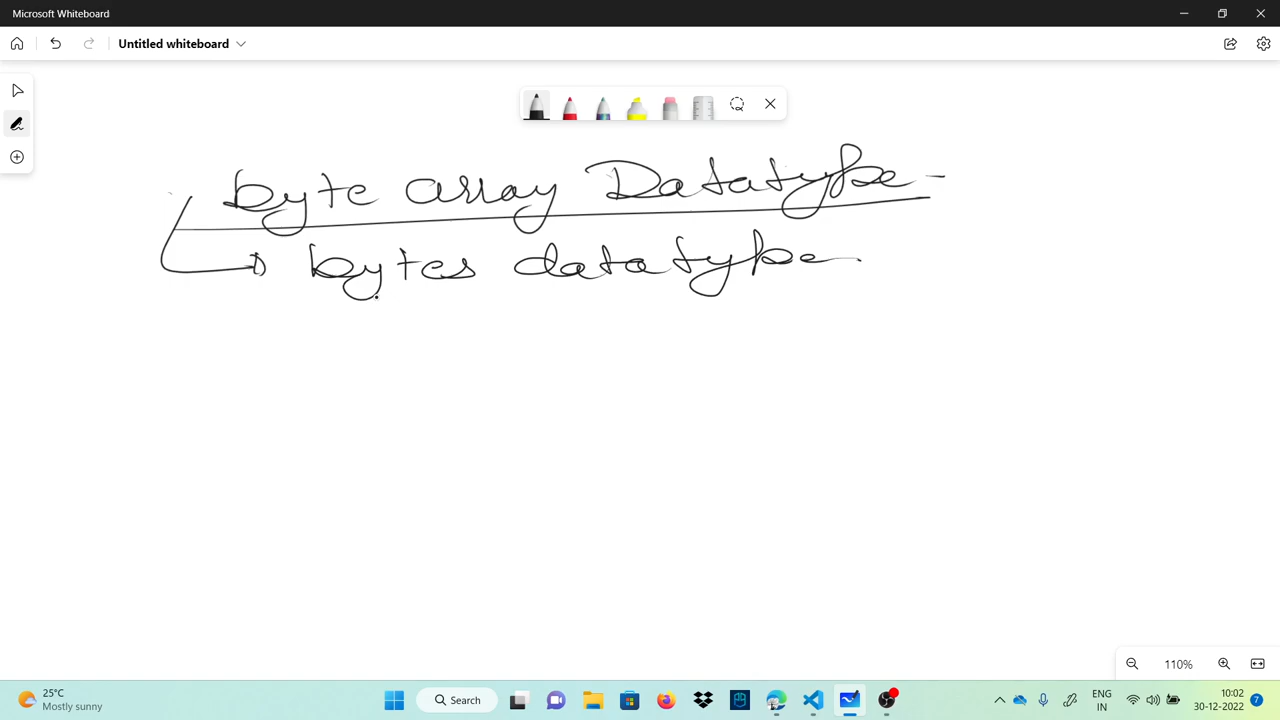 Microsoft Whiteboard
Untitled whiteboard
byte array Datatype -
bytes datatype
110%
25°C
Mostly sunny
Search
ENG
IN
10:02
30-12-2022
7